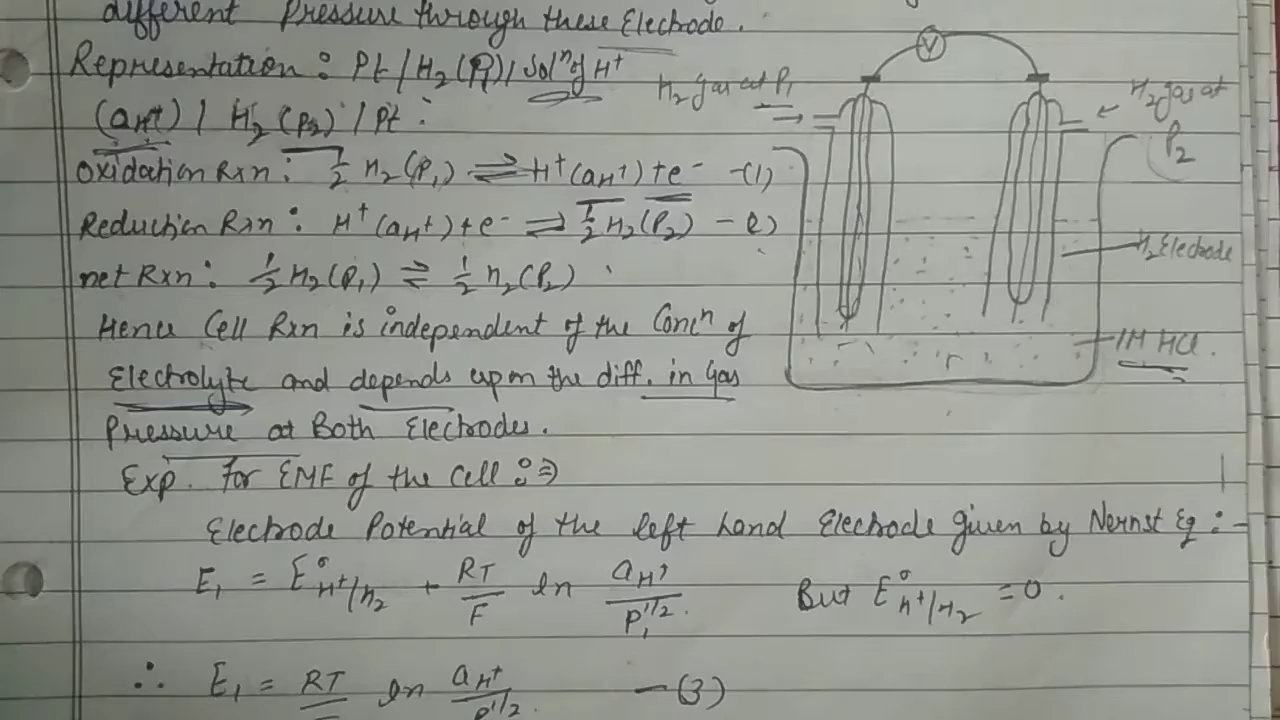 different Pressure through these Electrode.
Representation : Pt / H₂ (P₁) / Solⁿ of H⁺
(aH⁺) / H₂ (P₂) / Pt :
Oxidation Rxn : ½ H₂ (P₁) ⇌ H⁺ (aH⁺) + e⁻ -(1)
Reduction Rxn : H⁺ (aH⁺) + e⁻ ⇌ ½ H₂ (P₂) - 2)
net Rxn : ½ H₂ (P₁) ⇌ ½ H₂ (P₂)
Hence Cell Rxn is independent of the Concⁿ of
Electrolyte and depends upon the diff. in Gas
Pressure at Both Electrodes.
Exp. For EMF of the Cell :⇒
Electrode Potential of the left hand Electrode Given by Nernst Eq : -
E₁ = E°H⁺/H₂ + RT/F ln aH⁺/P₁^1/2. But E°H⁺/H₂ = 0.
∴ E₁ = RT ln aH⁺/P^1/2. -(3)
V
H₂ gas at P₁
H₂ gas at
P₂
H₂ Electrode
1M HCl.